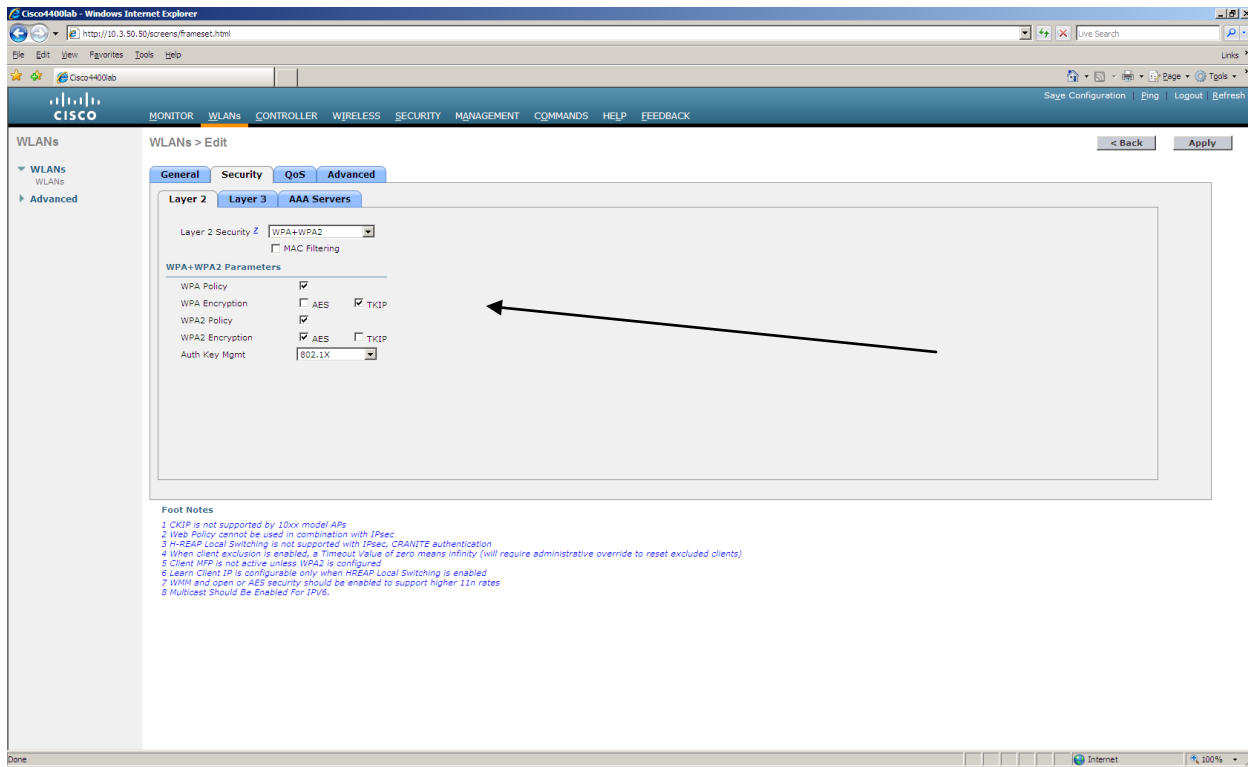 Cisco4400lab - Windows Internet Explorer
http://10.3.50.50/screens/frameset.html
Live Search
File Edit View Favorites Tools Help
Links
Cisco4400lab
Page Tools
Save Configuration | Ping | Logout | Refresh
CISCO
MONITOR WLANs CONTROLLER WIRELESS SECURITY MANAGEMENT COMMANDS HELP FEEDBACK
WLANs
WLANs > Edit
< Back
Apply
WLANs
WLANs
Advanced
General Security QoS Advanced
Layer 2 Layer 3 AAA Servers
Layer 2 Security 7 WPA+WPA2
MAC Filtering
WPA+WPA2 Parameters
WPA Policy
WPA Encryption AES TKIP
WPA2 Policy
WPA2 Encryption AES TKIP
Auth Key Mgmt 802.1X
Foot Notes
1 CKIP is not supported by 10xx model APs
2 Web Policy cannot be used in combination with IPsec
3 H-REAP Local Switching is not supported with IPsec, CRANITE authentication
4 When client exclusion is enabled, a Timeout Value of zero means infinity (will require administrative override to reset excluded clients)
5 Client MFP is not active unless WPA2 is configured
6 Learn Client IP is configurable only when HREAP Local Switching is enabled
7 WMM and open or AES security should be enabled to support higher 11n rates
8 Multicast Should Be Enabled For IPV6.
Done
Internet
100%